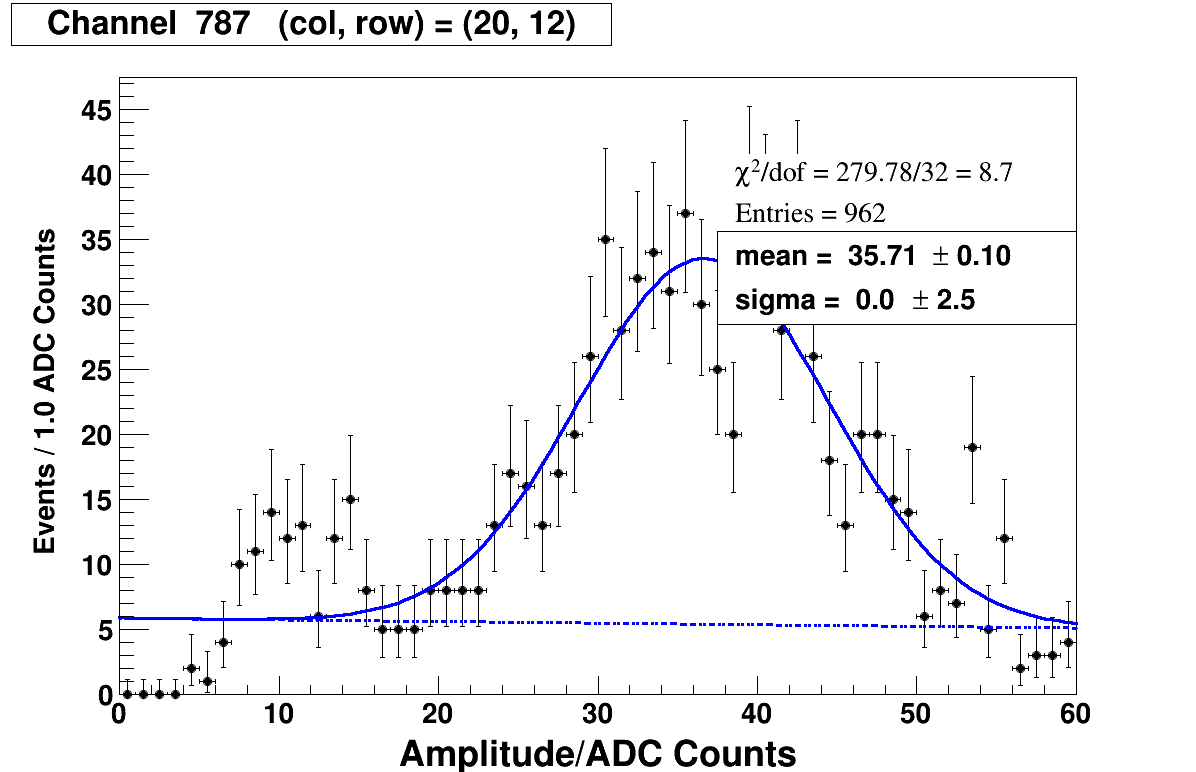 Channel 787 (col, row) = (20, 12)
Events / 1.0 ADC Counts
45
40
35
30
25
20
15
10
5
0
χ²/dof = 279.78/32 = 8.7
Entries = 962
mean = 35.71 ± 0.10
sigma = 0.0 ± 2.5
0 10 20 30 40 50 60
Amplitude/ADC Counts